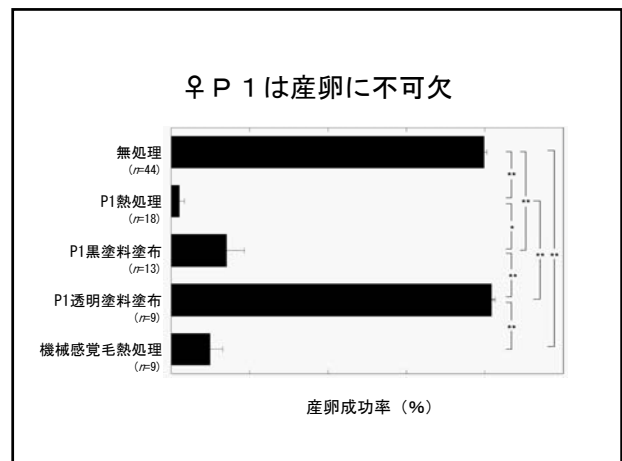 ♀Ｐ１は産卵に不可欠
無処理
(n=44)
P1熱処理
(n=18)
P1黒塗料塗布
(n=13)
P1透明塗料塗布
(n=9)
機械感覚毛熱処理
(n=9)
**
**
**
**
*
**
**
**
産卵成功率（%）